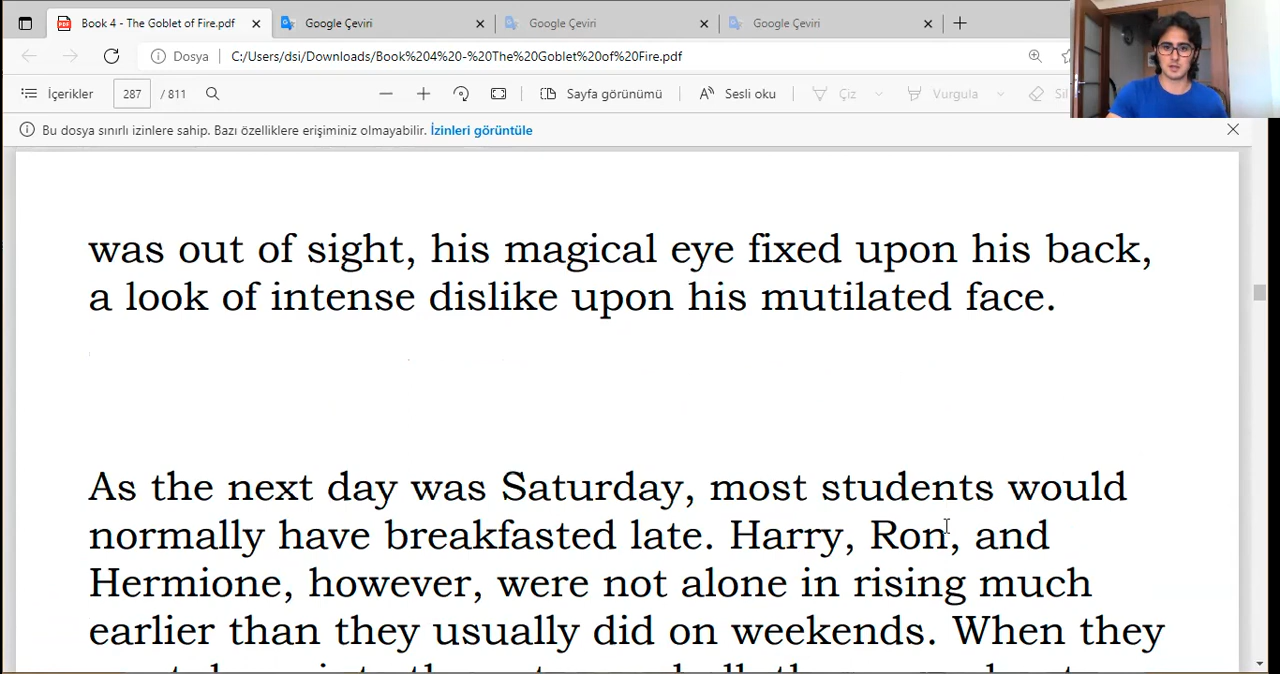 Book 4 - The Goblet of Fire.pdf
Google Çeviri
Google Çeviri
Google Çeviri
Dosya
C:/Users/dsi/Downloads/Book%204%20-%20The%20Goblet%20of%20Fire.pdf
İçerikler
287 / 811
Sayfa görünümü
Sesli oku
Çiz
Vurgula
Sil
Bu dosya sınırlı izinlere sahip. Bazı özelliklere erişiminiz olmayabilir. İzinleri görüntüle
was out of sight, his magical eye fixed upon his back,
a look of intense dislike upon his mutilated face.
As the next day was Saturday, most students would
normally have breakfasted late. Harry, Ron, and
Hermione, however, were not alone in rising much
earlier than they usually did on weekends. When they